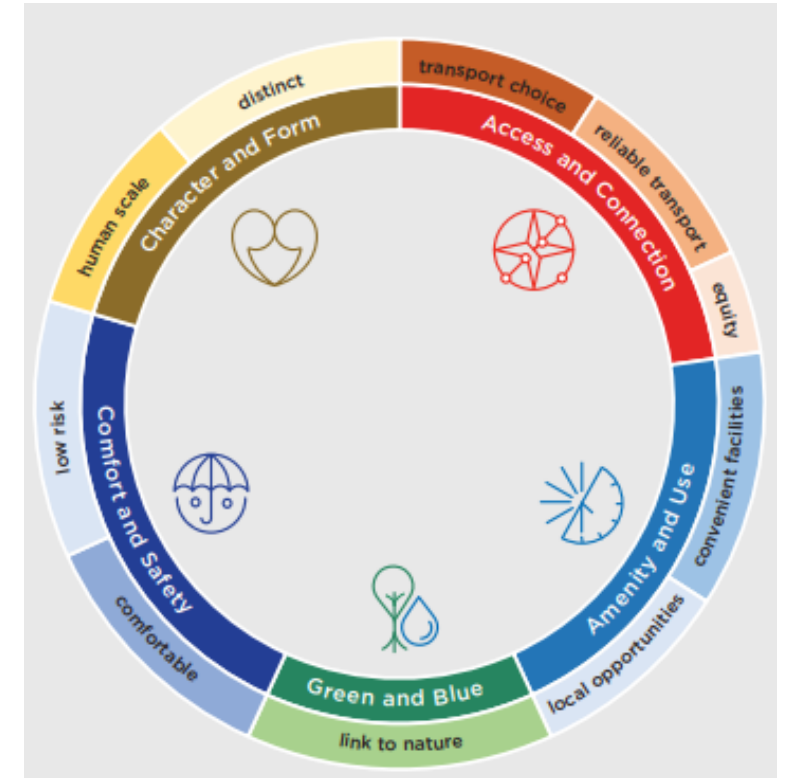 transport choice
reliable transport
equity
convenient facilities
local opportunities
link to nature
comfortable
low risk
human scale
distinct
Access and Connection
Amenity and Use
Green and Blue
Comfort and Safety
Character and Form